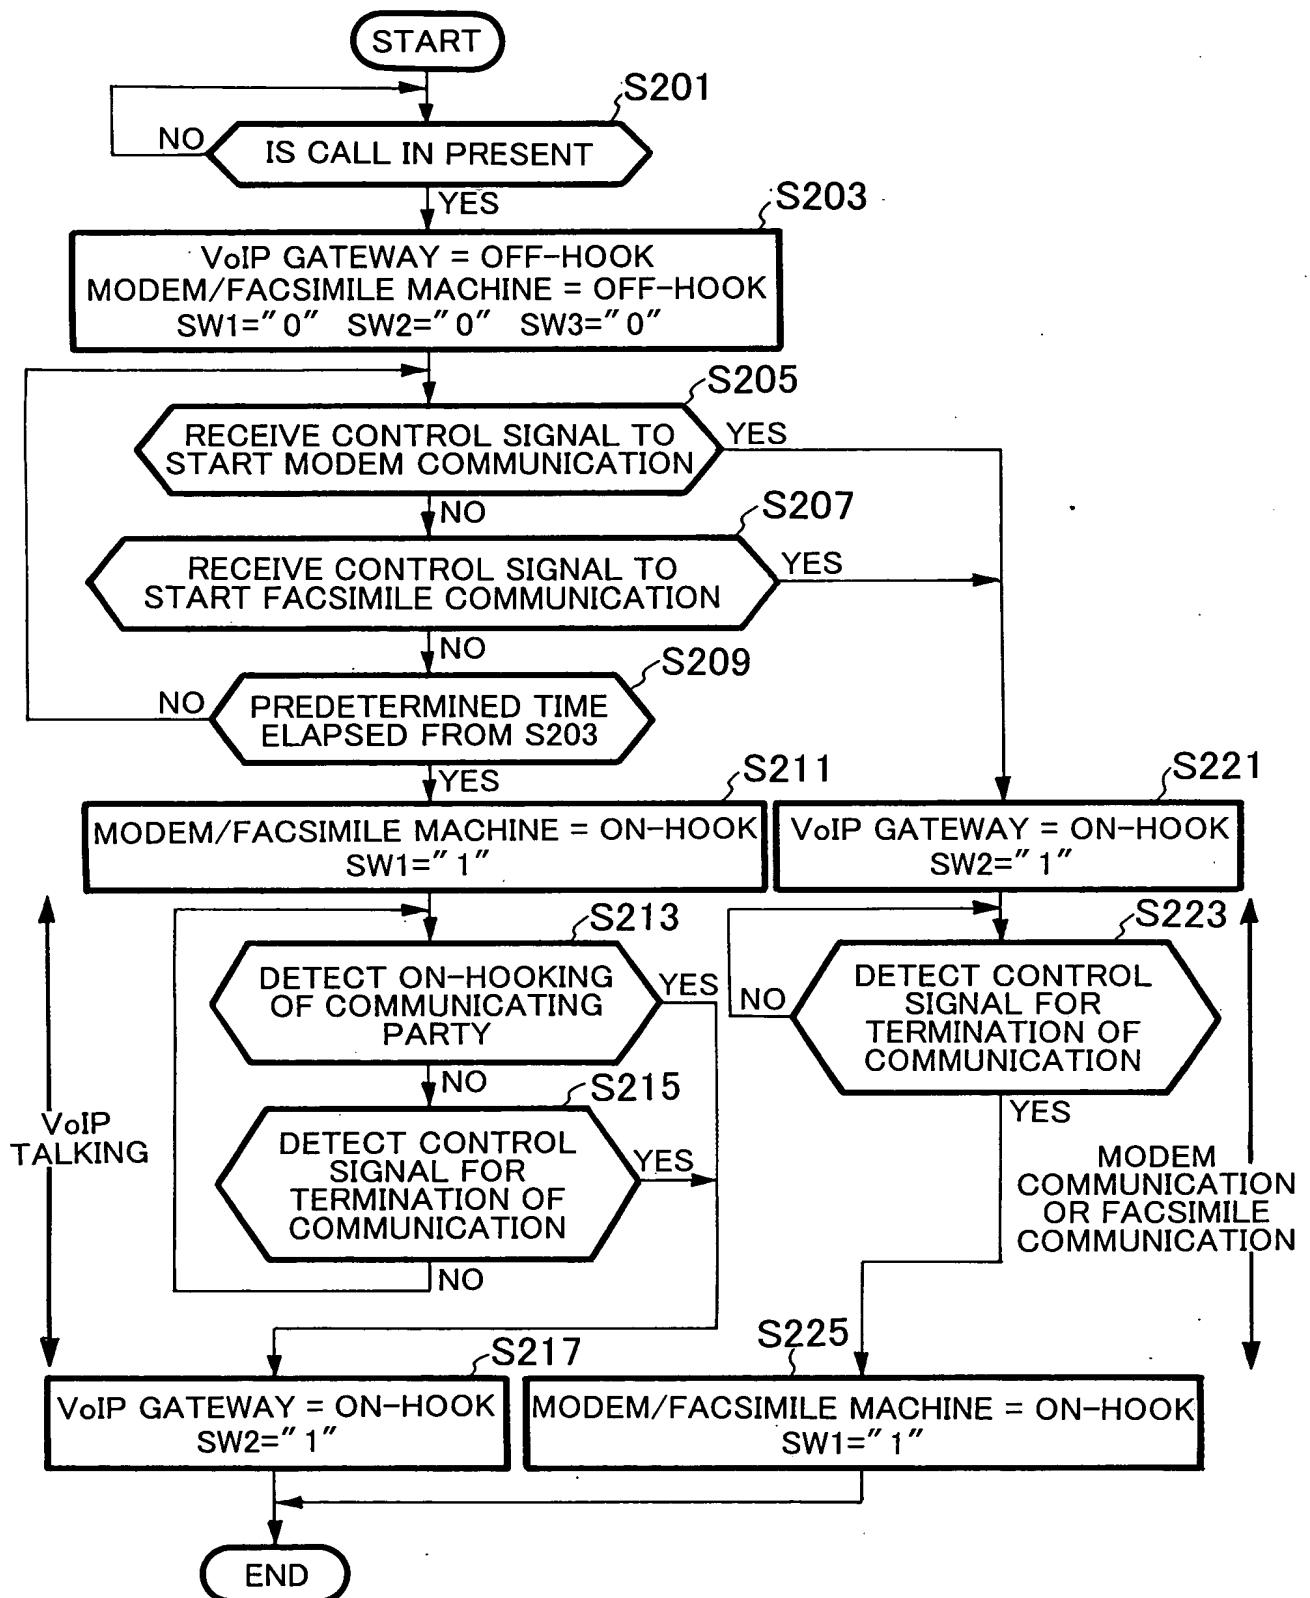 START
S201
NO
IS CALL IN PRESENT
YES
S203
VoIP GATEWAY = OFF-HOOK
MODEM/FACSIMILE MACHINE = OFF-HOOK
SW1="0" SW2="0" SW3="0"
S205
RECEIVE CONTROL SIGNAL TO
START MODEM COMMUNICATION
YES
NO
S207
RECEIVE CONTROL SIGNAL TO
START FACSIMILE COMMUNICATION
YES
NO
S209
NO
PREDETERMINED TIME
ELAPSED FROM S203
YES
S211
MODEM/FACSIMILE MACHINE = ON-HOOK
SW1="1"
S221
VoIP GATEWAY = ON-HOOK
SW2="1"
S213
DETECT ON-HOOKING
OF COMMUNICATING
PARTY
YES
NO
S223
NO
DETECT CONTROL
SIGNAL FOR
TERMINATION OF
COMMUNICATION
YES
S215
DETECT CONTROL
SIGNAL FOR
TERMINATION OF
COMMUNICATION
YES
NO
VoIP
TALKING
MODEM
COMMUNICATION
OR FACSIMILE
COMMUNICATION
S217
VoIP GATEWAY = ON-HOOK
SW2="1"
S225
MODEM/FACSIMILE MACHINE = ON-HOOK
SW1="1"
END